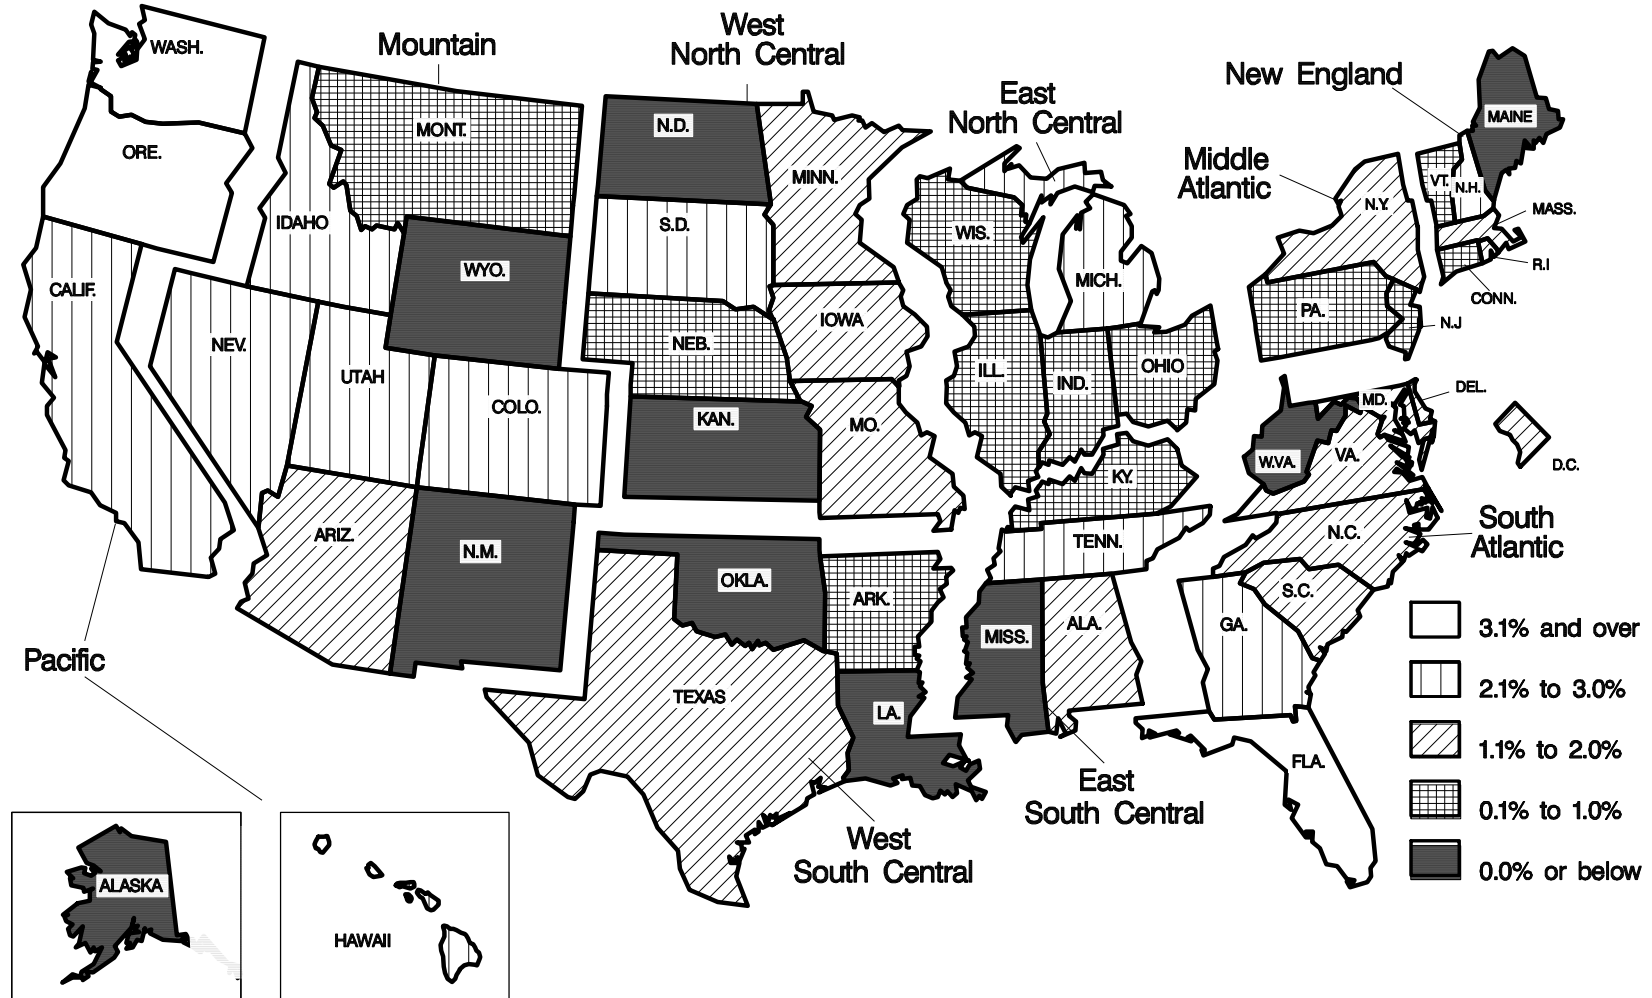 West
North Central
Mountain
New England
East
North Central
Middle
Atlantic
WASH.
ORE.
MONT.
N.D.
MINN.
MAINE
VT.
N.H.
MASS.
IDAHO
S.D.
WIS.
N.Y.
R.I
CONN.
CALIF.
WYO.
MICH.
PA.
N.J
NEV.
NEB.
IOWA
UTAH
COLO.
ILL.
IND.
OHIO
DEL.
MD.
KAN.
MO.
W.VA.
VA.
D.C.
KY.
ARIZ.
N.M.
TENN.
N.C.
South
Atlantic
OKLA.
ARK.
S.C.
MISS.
ALA.
GA.
3.1% and over
Pacific
TEXAS
LA.
2.1% to 3.0%
FLA.
1.1% to 2.0%
East
South Central
0.1% to 1.0%
West
South Central
0.0% or below
ALASKA
HAWAII